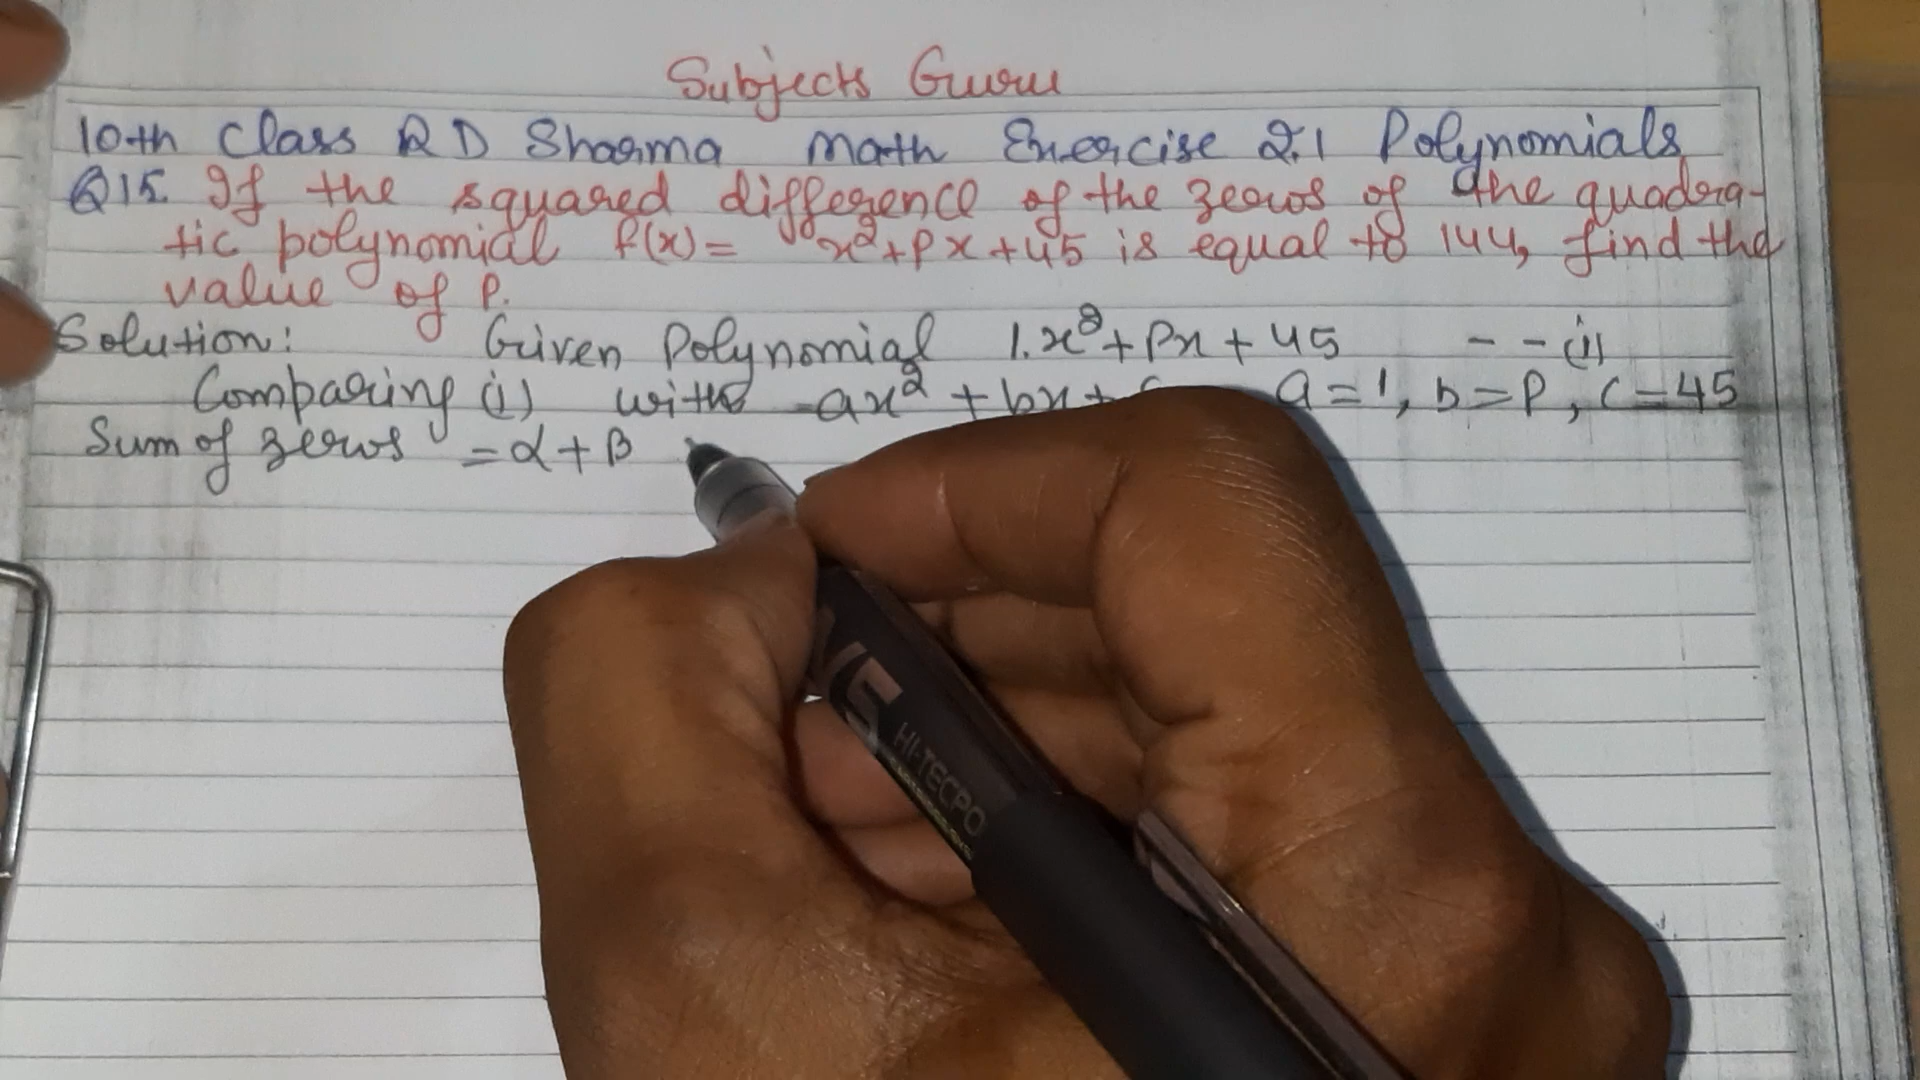 Subjects Guru
10th Class R D Sharma Math Exercise 2.1 Polynomials
Q15. If the squared difference of the zeros of the quadra-
tic polynomial f(x) = x²+px+45 is equal to 144, find the
value of p.
Solution: Given Polynomial 1.x²+Px+45 - - (i)
Comparing (i) with ax² + bx+ a=1, b=P, c=45
Sum of zeros = α+β
V5
HI-TECPO